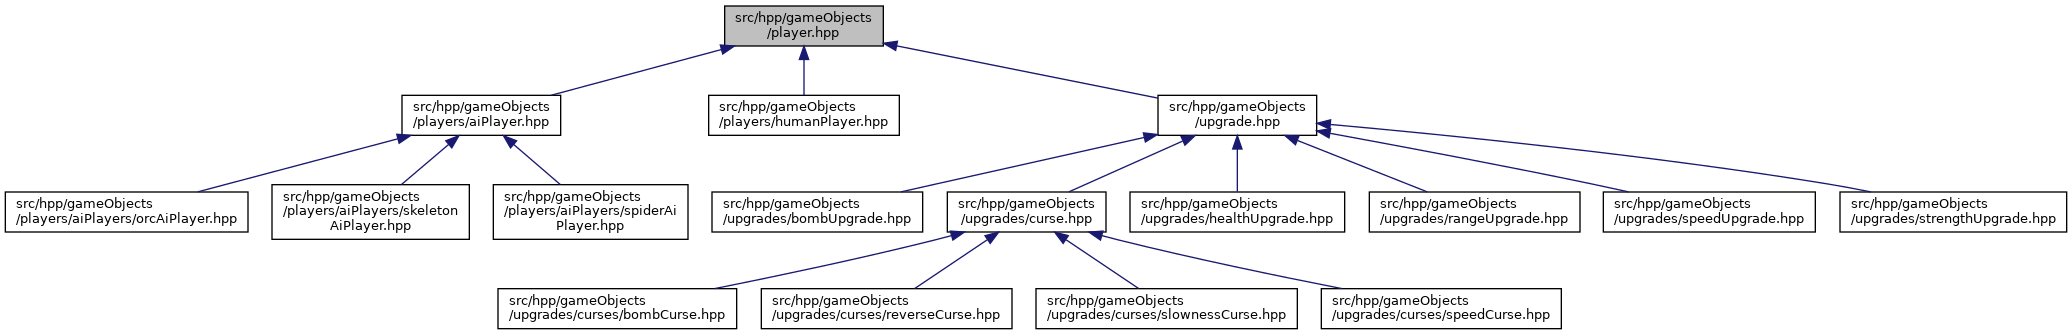 src/hpp/gameObjects
/player.hpp
src/hpp/gameObjects
/players/aiPlayer.hpp
src/hpp/gameObjects
/players/humanPlayer.hpp
src/hpp/gameObjects
/upgrade.hpp
src/hpp/gameObjects
/players/aiPlayers/orcAiPlayer.hpp
src/hpp/gameObjects
/players/aiPlayers/skeleton
AiPlayer.hpp
src/hpp/gameObjects
/players/aiPlayers/spiderAi
Player.hpp
src/hpp/gameObjects
/upgrades/bombUpgrade.hpp
src/hpp/gameObjects
/upgrades/curse.hpp
src/hpp/gameObjects
/upgrades/healthUpgrade.hpp
src/hpp/gameObjects
/upgrades/rangeUpgrade.hpp
src/hpp/gameObjects
/upgrades/speedUpgrade.hpp
src/hpp/gameObjects
/upgrades/strengthUpgrade.hpp
src/hpp/gameObjects
/upgrades/curses/bombCurse.hpp
src/hpp/gameObjects
/upgrades/curses/reverseCurse.hpp
src/hpp/gameObjects
/upgrades/curses/slownessCurse.hpp
src/hpp/gameObjects
/upgrades/curses/speedCurse.hpp